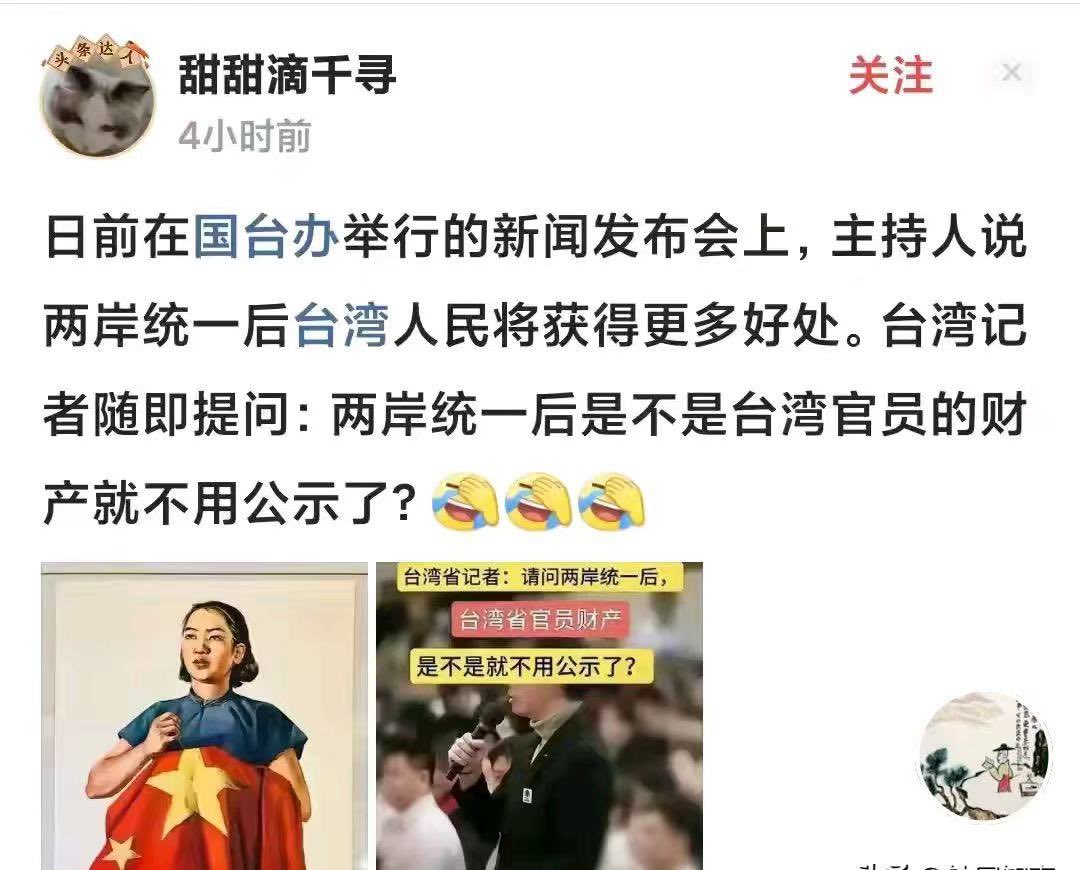 头条达人
甜甜滴千寻
关注
4小时前
日前在国台办举行的新闻发布会上，主持人说
两岸统一后台湾人民将获得更多好处。台湾记
者随即提问：两岸统一后是不是台湾官员的财
产就不用公示了？
台湾省记者：请问两岸统一后，
台湾省官员财产
是不是就不用公示了？